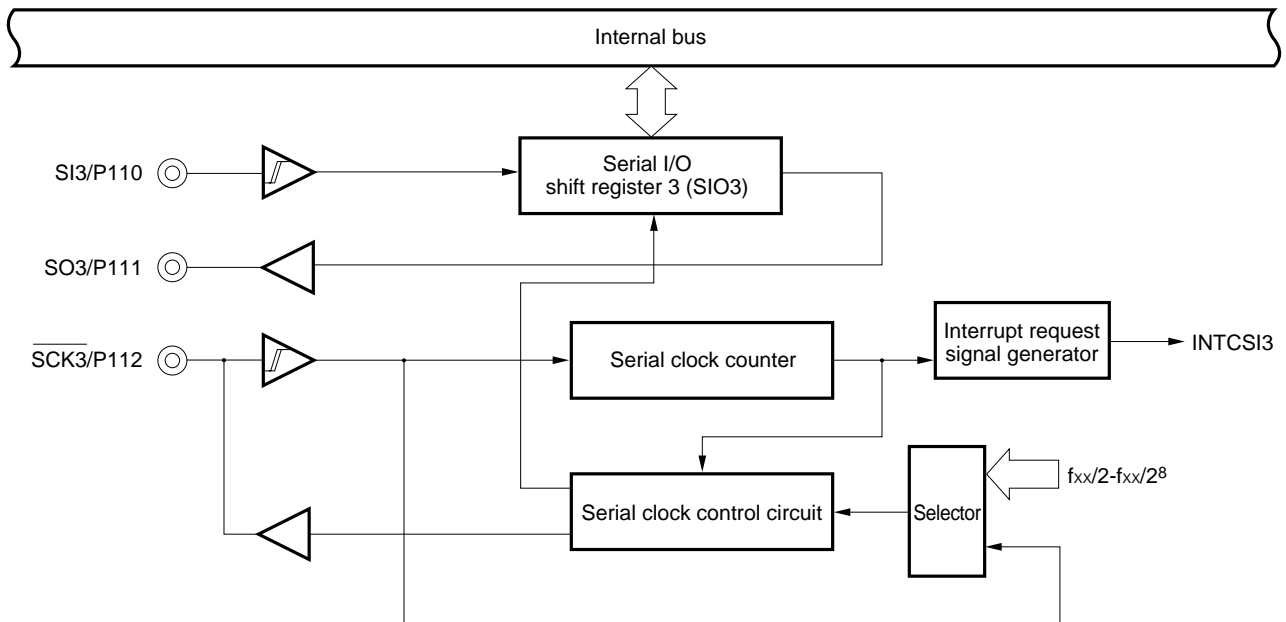 Internal bus
SI3/P110
Serial I/O
shift register 3 (SIO3)
SO3/P111
SCK3/P112
Serial clock counter
Interrupt request
signal generator
INTCSI3
Serial clock control circuit
Selector
fxx/2-fxx/2⁸